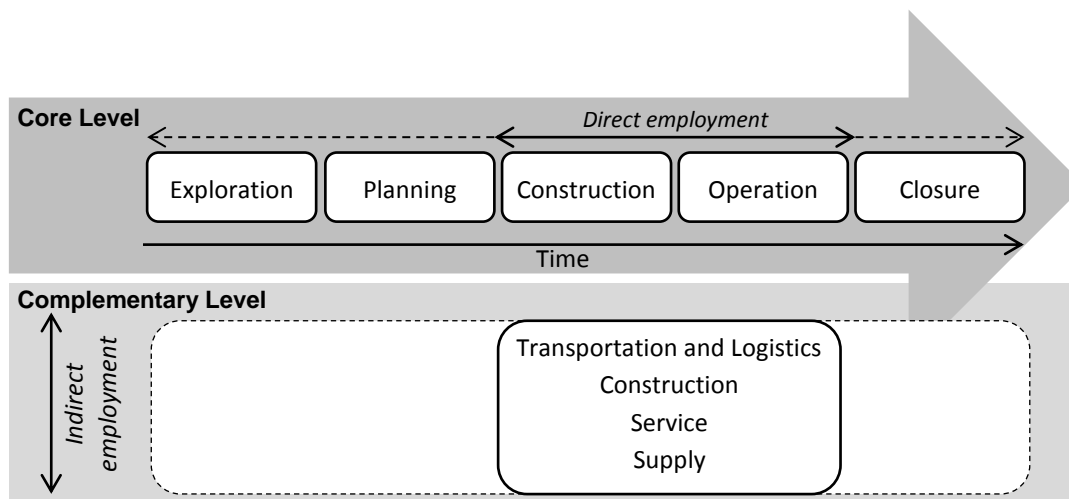 Core Level
Direct employment
Exploration
Planning
Construction
Operation
Closure
Time
Complementary Level
Indirect
employment
Transportation and Logistics
Construction
Service
Supply